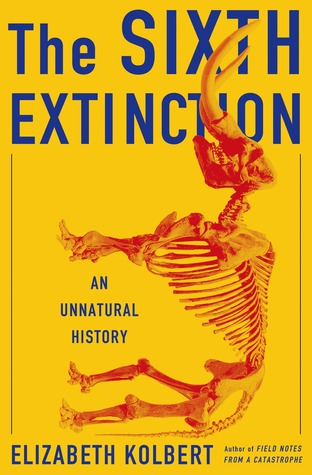 The SIXTH
EXTINCTION
AN
UNNATURAL
HISTORY
ELIZABETH KOLBERT
Author of FIELD NOTES
FROM A CATASTROPHE